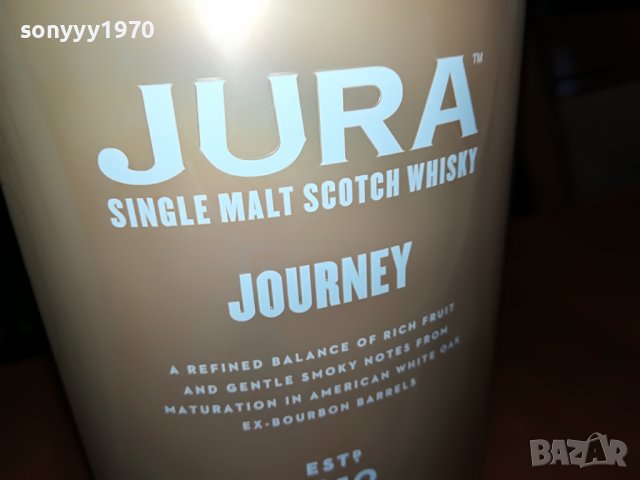 sonyyy1970
JURA™
SINGLE MALT SCOTCH WHISKY
JOURNEY
A REFINED BALANCE OF RICH FRUIT
AND GENTLE SMOKY NOTES FROM
MATURATION IN AMERICAN WHITE OAK
EX-BOURBON BARRELS
ESTD
BAZAR